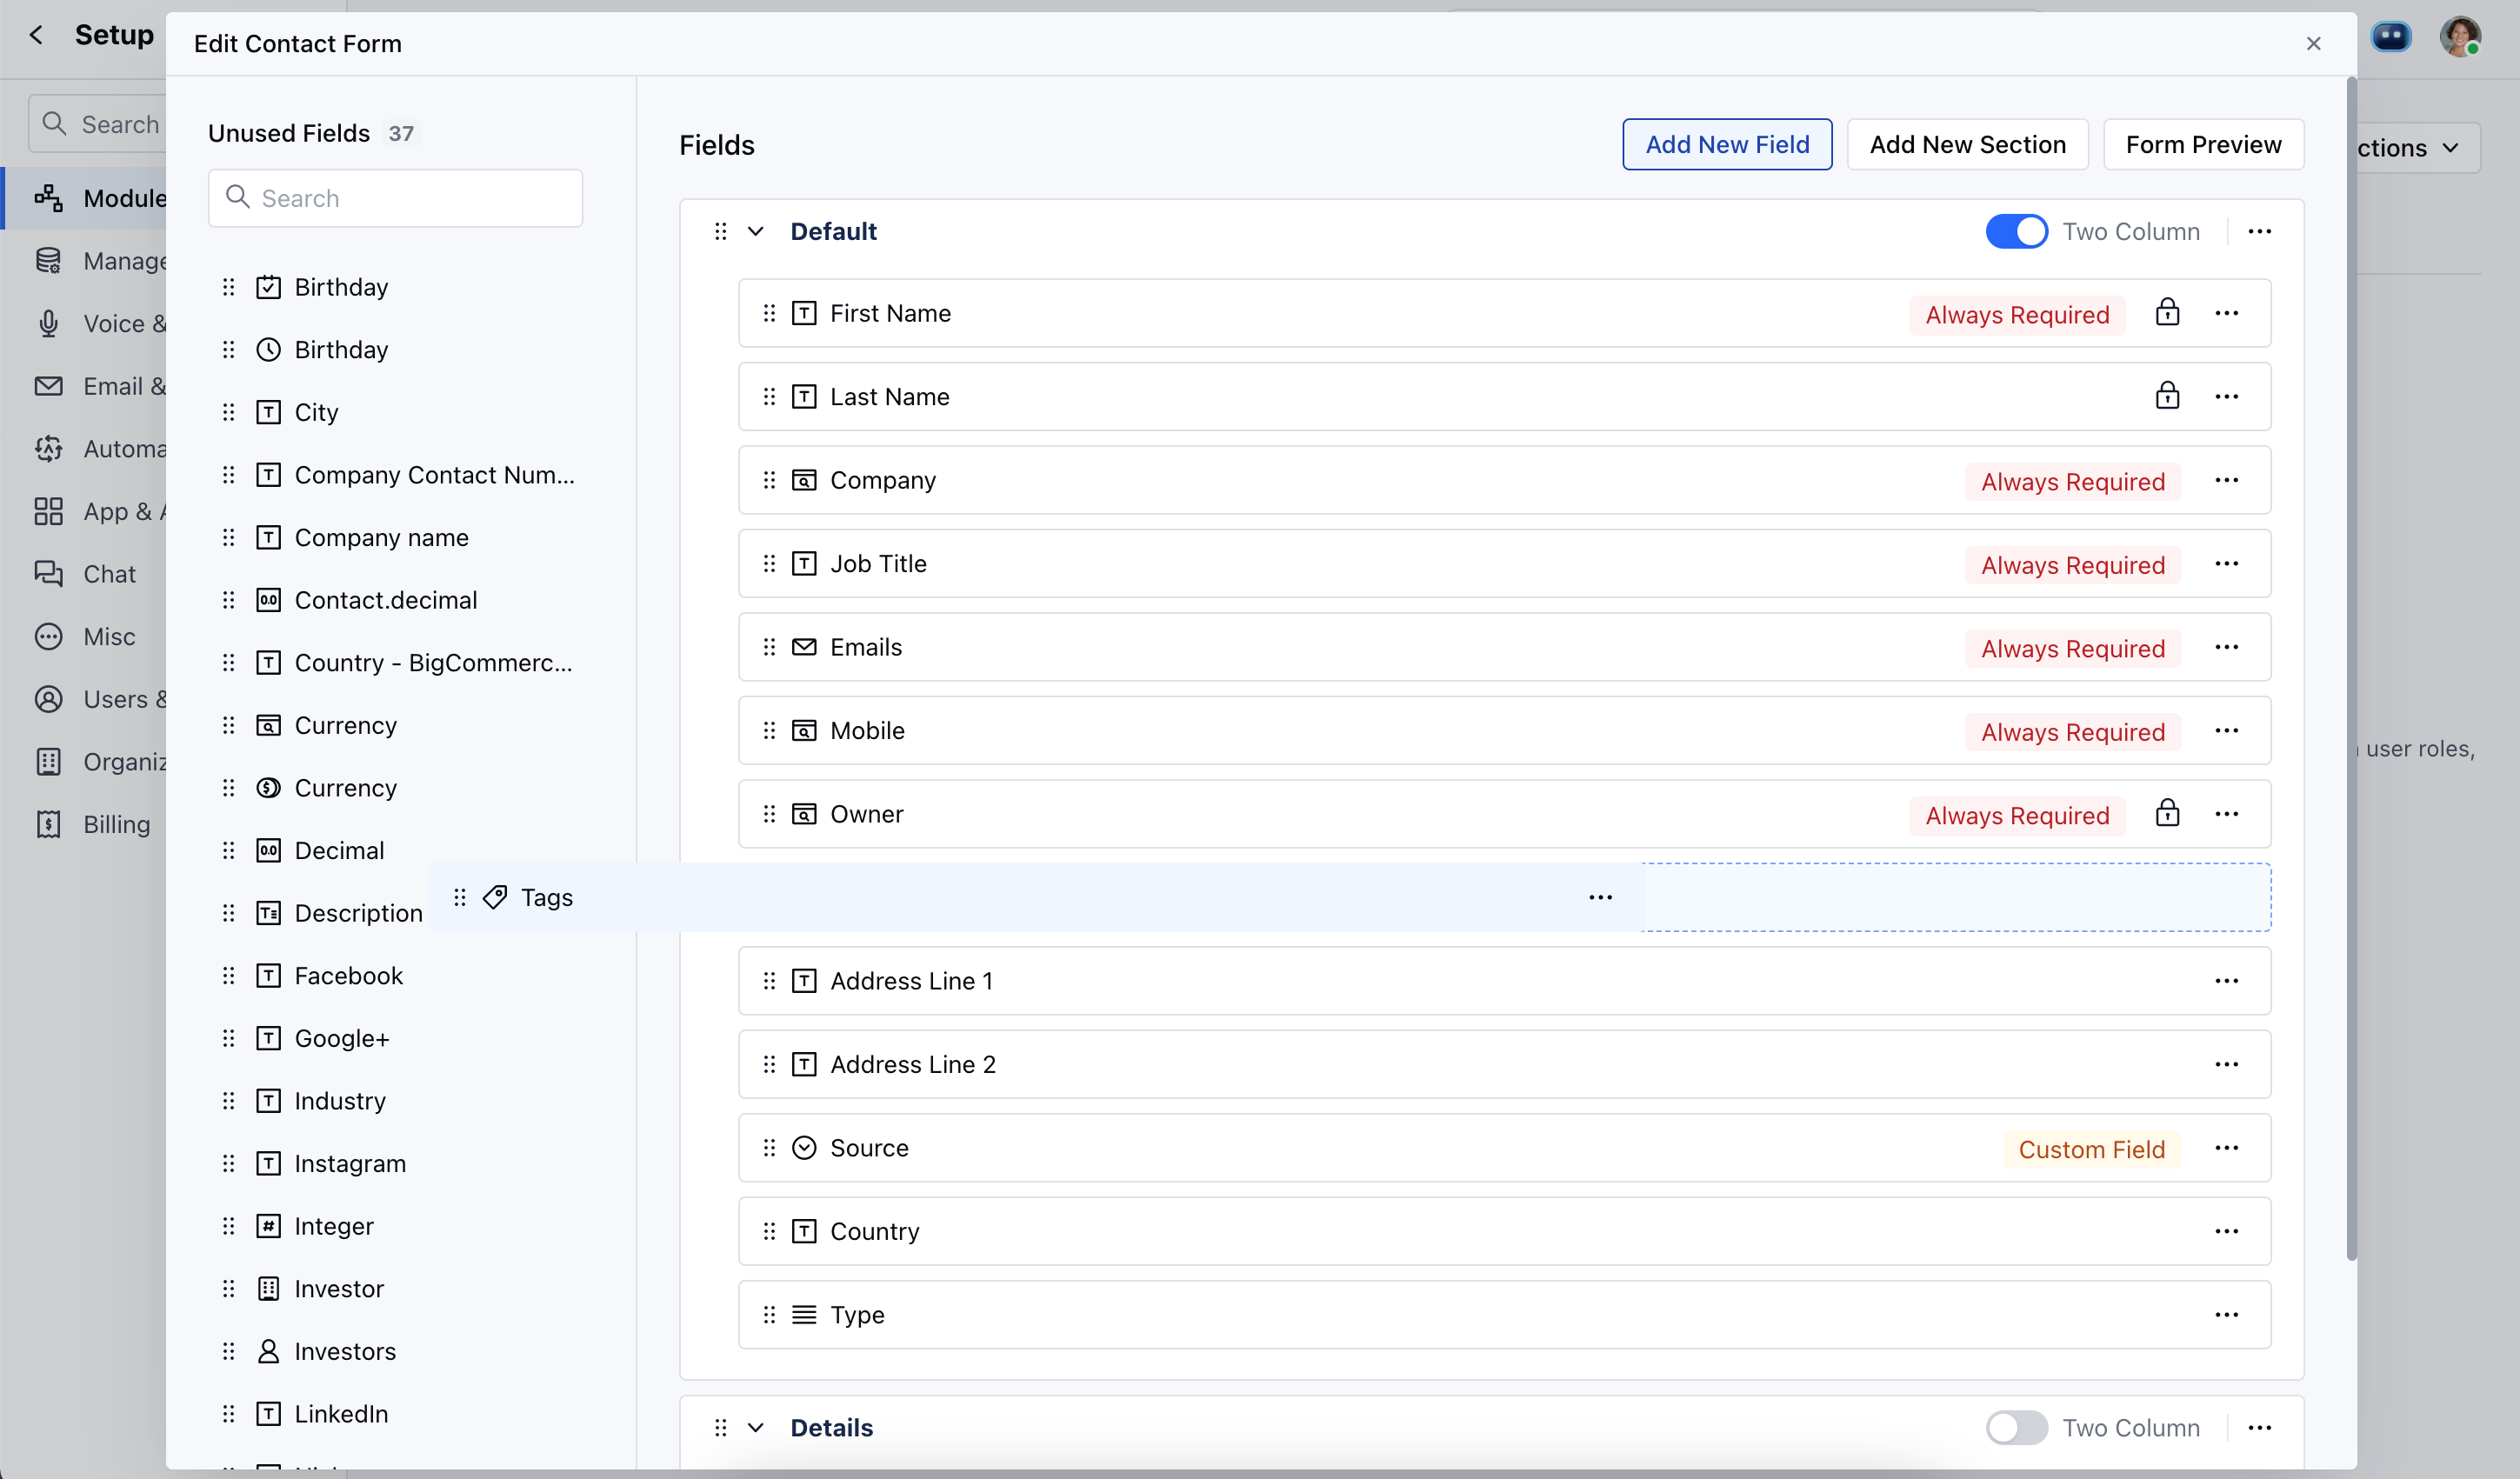 Setup
Edit Contact Form
Search
Module
Manage
Voice &
Email &
Automa
App & A
Chat
Misc
Users &
Organiz
Billing
Unused Fields 37
Search
Birthday
Birthday
City
Company Contact Num...
Company name
Contact.decimal
Country - BigCommerc...
Currency
Currency
Decimal
Description
Facebook
Google+
Industry
Instagram
Integer
Investor
Investors
LinkedIn
Fields
Add New Field
Add New Section
Form Preview
ctions
Default
Two Column
First Name Always Required
Last Name
Company Always Required
Job Title Always Required
Emails Always Required
Mobile Always Required
Owner Always Required
Tags
Address Line 1
Address Line 2
Source Custom Field
Country
Type
Details
Two Column
user roles,